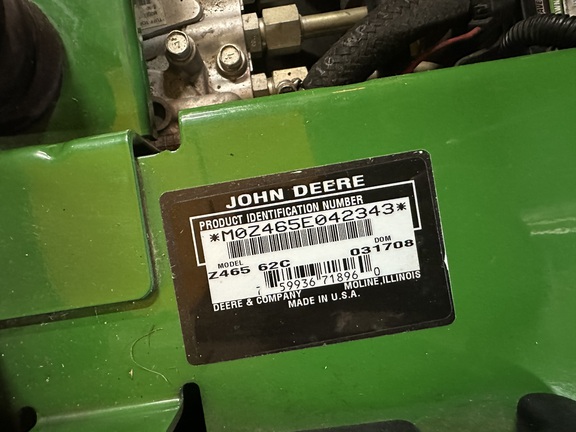 JOHN DEERE
PRODUCT IDENTIFICATION NUMBER
*M0Z465E042343*
MODEL DOM
Z465 62C 031708
7 59936 71896 0
DEERE & COMPANY MOLINE, ILLINOIS
MADE IN U.S.A.